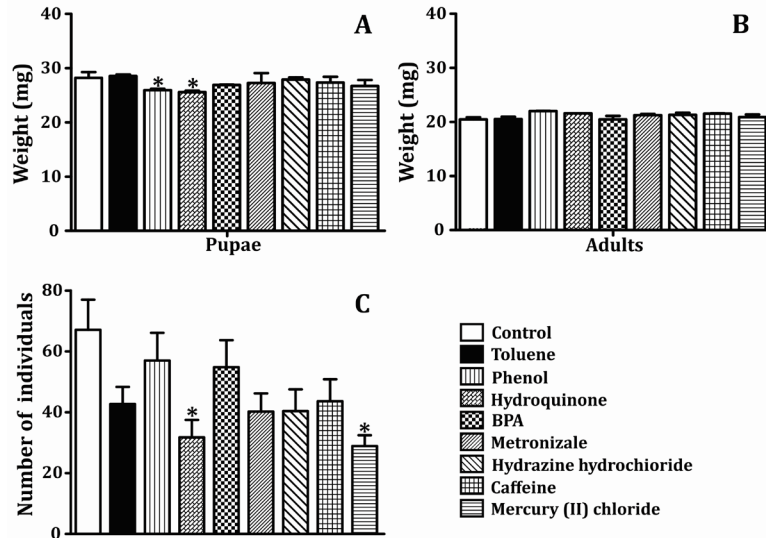 A
Weight (mg)
40
30
20
10
0
* *
Pupae
B
Weight (mg)
40
30
20
10
0
Adults
C
Number of individuals
80
60
40
20
0
*
*
Control
Toluene
Phenol
Hydroquinone
BPA
Metronizale
Hydrazine hydrochioride
Caffeine
Mercury (II) chloride